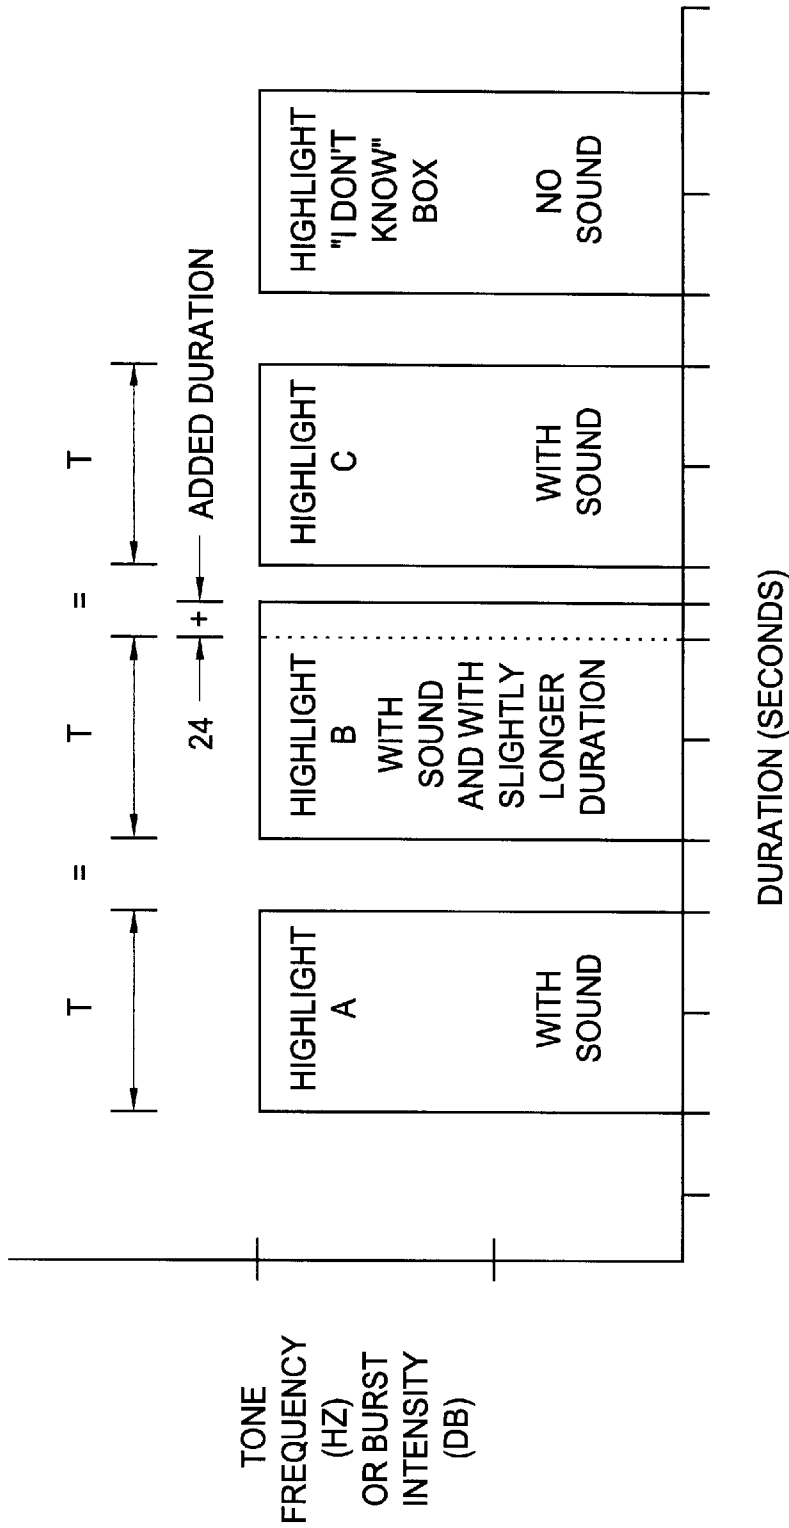 T
=
T
=
T
24
+
ADDED DURATION
HIGHLIGHT
A
WITH
SOUND
HIGHLIGHT
B
WITH
SOUND
AND WITH
SLIGHTLY
LONGER
DURATION
HIGHLIGHT
C
WITH
SOUND
HIGHLIGHT
"I DON'T
KNOW"
BOX
NO
SOUND
TONE
FREQUENCY
(HZ)
OR BURST
INTENSITY
(DB)
DURATION (SECONDS)